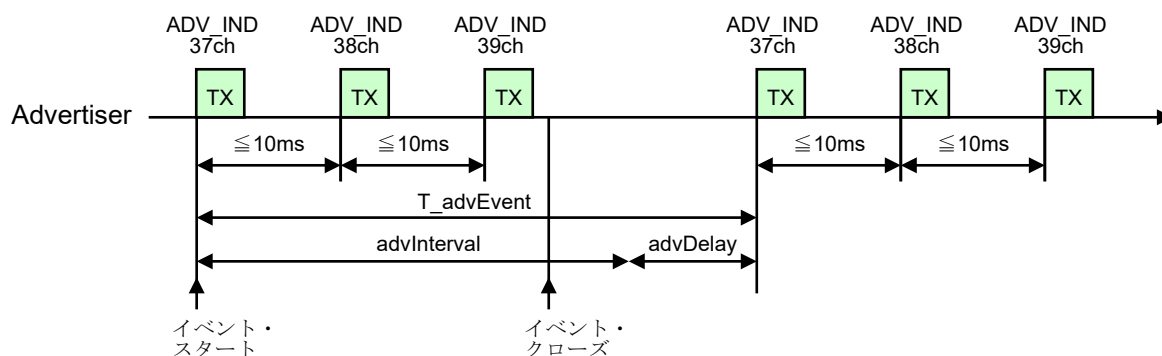 ADV_IND
37ch
ADV_IND
38ch
ADV_IND
39ch
ADV_IND
37ch
ADV_IND
38ch
ADV_IND
39ch
TX
TX
TX
TX
TX
TX
Advertiser
≦10ms
≦10ms
≦10ms
≦10ms
T_advEvent
advInterval
advDelay
イベント・
スタート
イベント・
クローズ